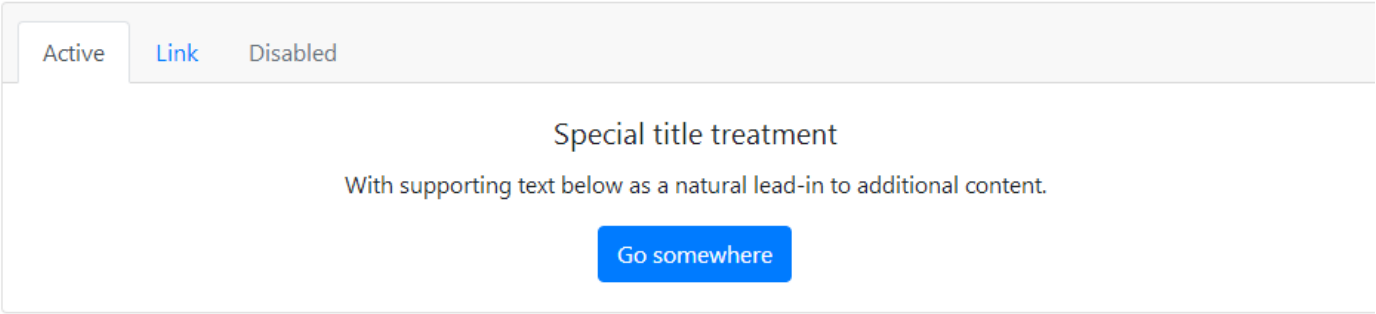 Active Link Disabled
Special title treatment
With supporting text below as a natural lead-in to additional content.
Go somewhere